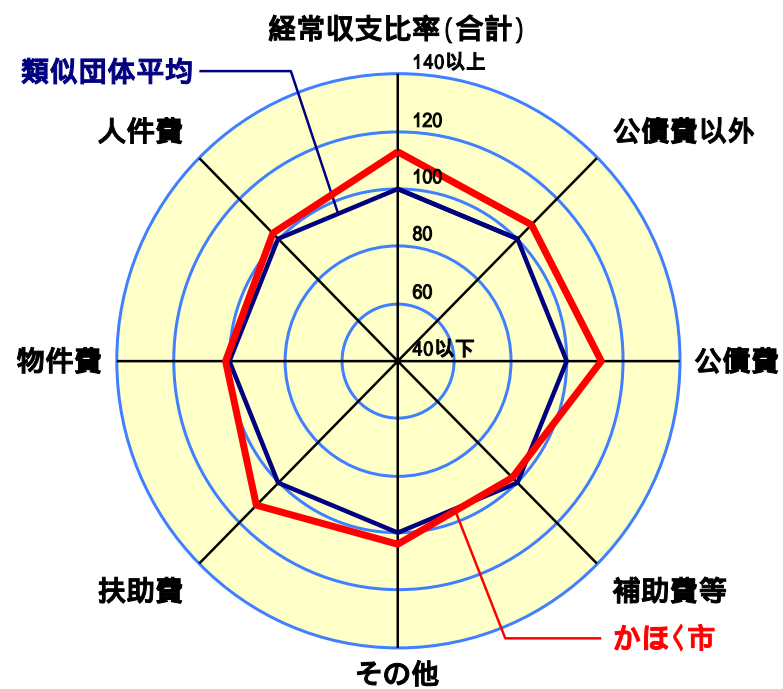 経常収支比率(合計)
140以上
類似団体平均
120
人件費
公債費以外
100
80
60
40以下
物件費
公債費
扶助費
補助費等
かほく市
その他